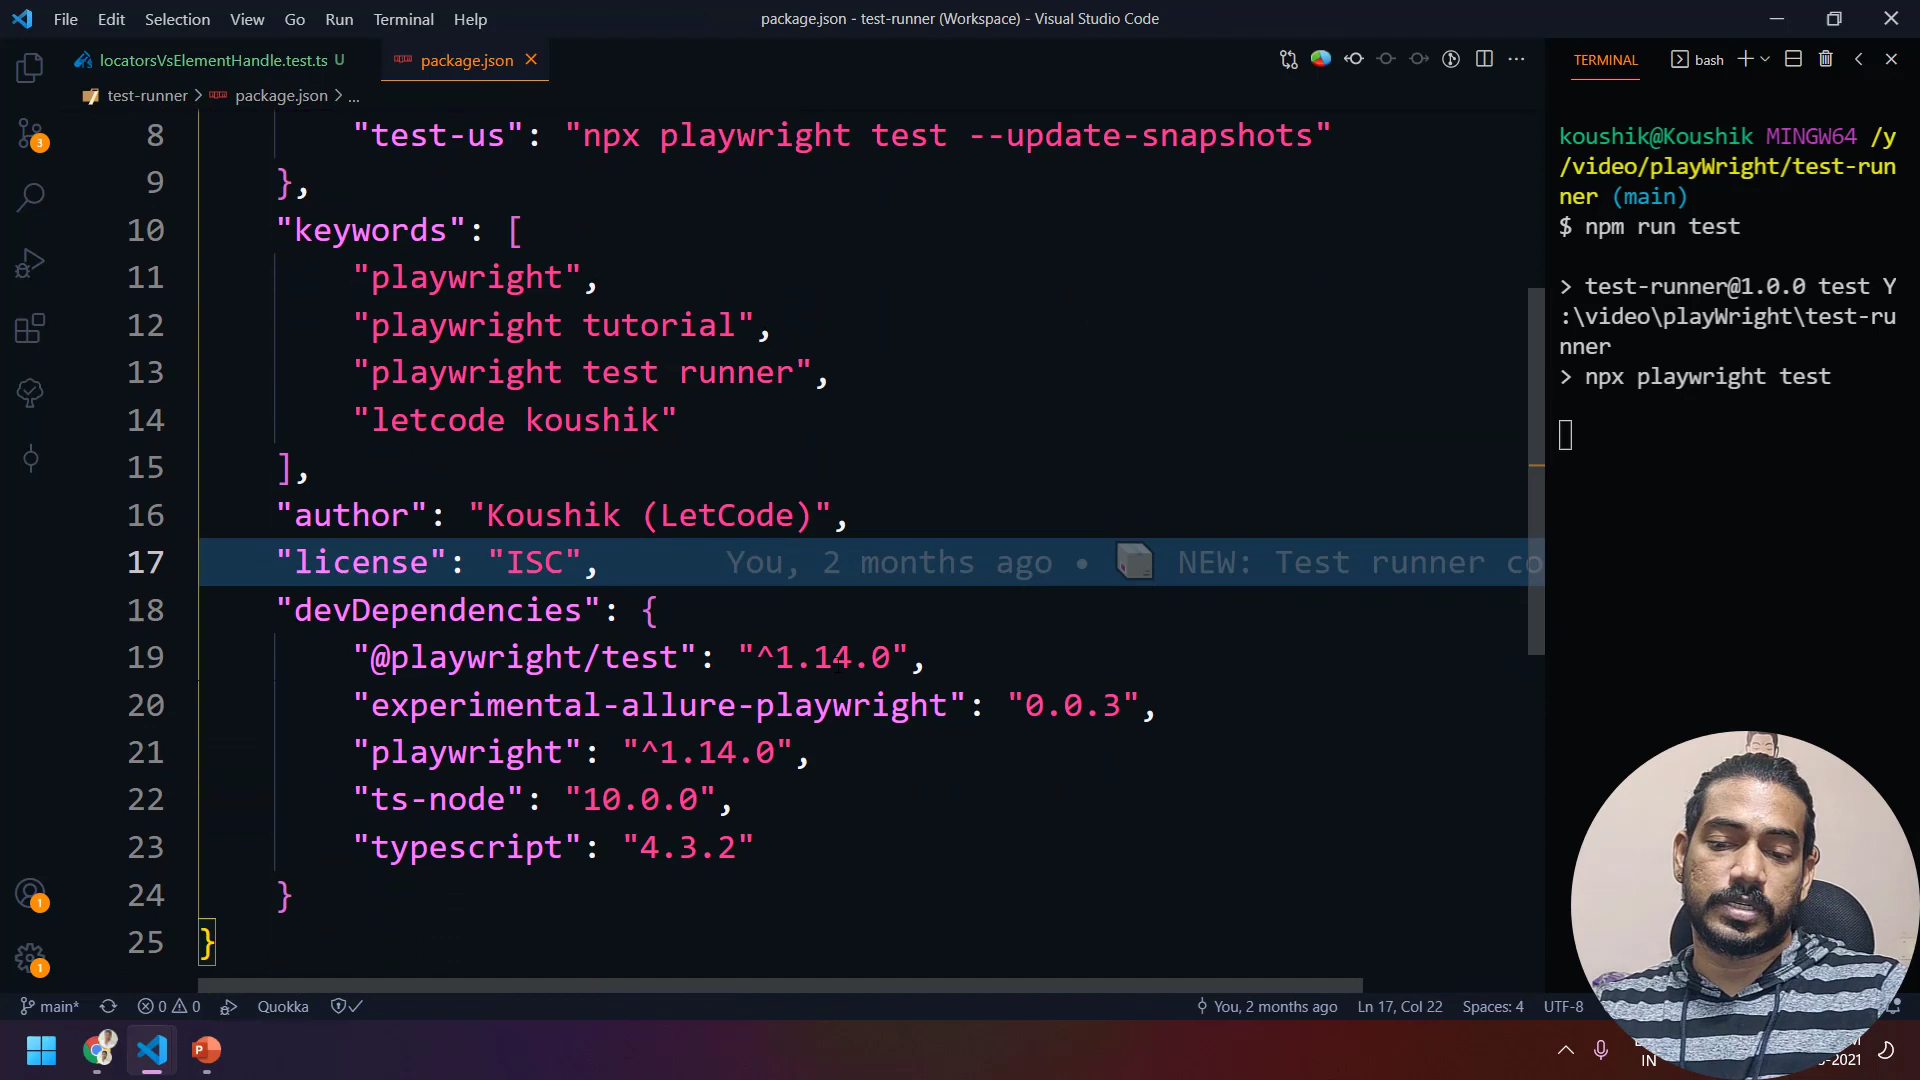 File Edit Selection View Go Run Terminal Help
package.json - test-runner (Workspace) - Visual Studio Code
locatorsVsElementHandle.test.ts U
package.json
test-runner > package.json > ...
8 "test-us": "npx playwright test --update-snapshots"
9 },
10 "keywords": [
11 "playwright",
12 "playwright tutorial",
13 "playwright test runner",
14 "letcode koushik"
15 ],
16 "author": "Koushik (LetCode)",
17 "license": "ISC", You, 2 months ago • NEW: Test runner co
18 "devDependencies": {
19 "@playwright/test": "^1.14.0",
20 "experimental-allure-playwright": "0.0.3",
21 "playwright": "^1.14.0",
22 "ts-node": "10.0.0",
23 "typescript": "4.3.2"
24 }
25 }
TERMINAL bash
koushik@Koushik MINGW64 /y
/video/playWright/test-run
ner (main)
$ npm run test
> test-runner@1.0.0 test Y
:\video\playWright\test-ru
nner
> npx playwright test
3
1
1
main* 0 0 Quokka You, 2 months ago Ln 17, Col 22 Spaces: 4 UTF-8
IN
-2021